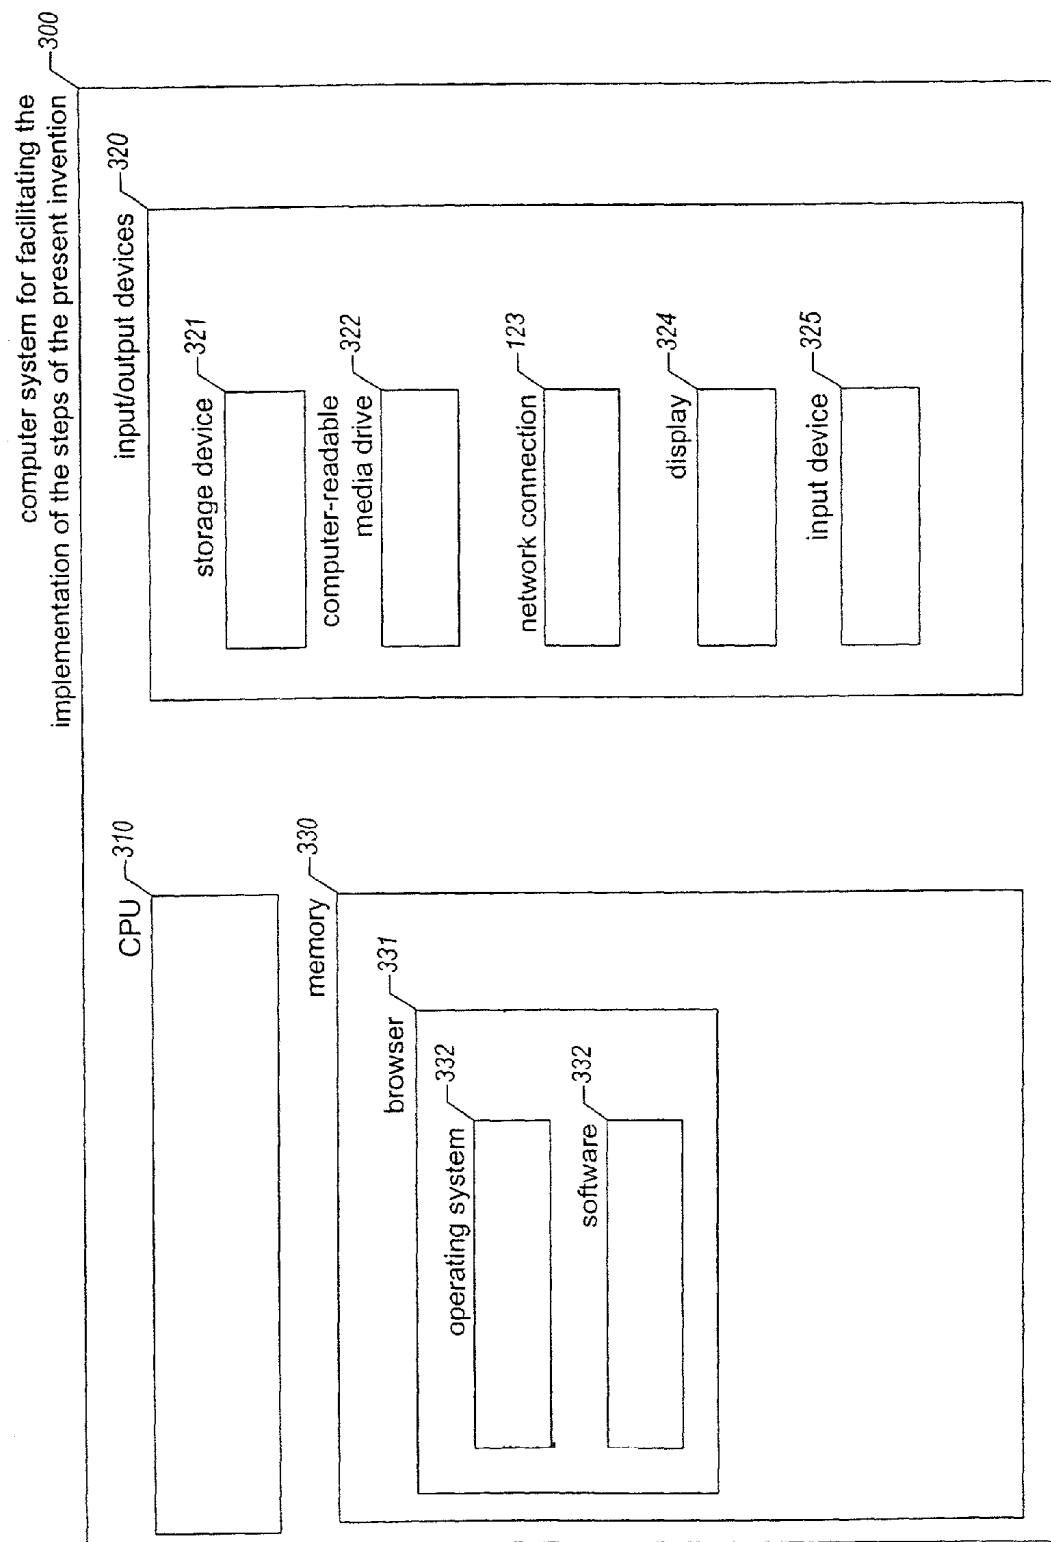 computer system for facilitating the
implementation of the steps of the present invention
300
CPU
310
memory
330
browser
331
operating system
332
software
332
input/output devices
320
storage device
321
computer-readable
media drive
322
network connection
123
display
324
input device
325